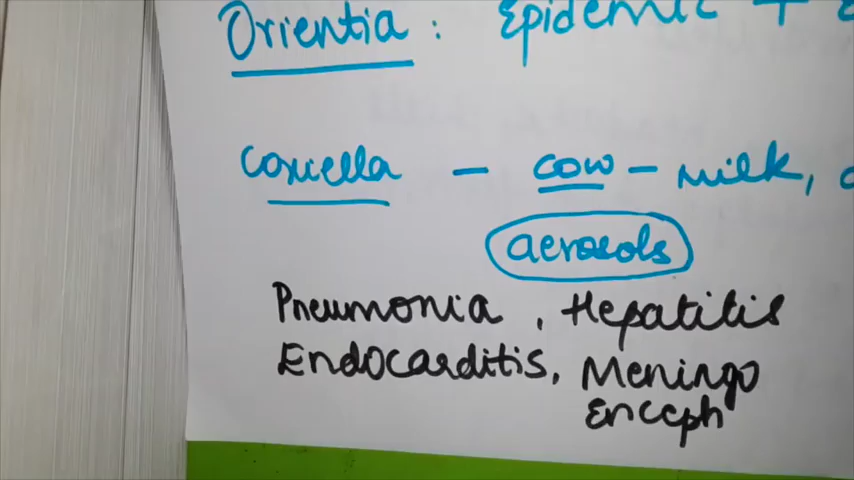 Orientia : Epidemic +
Coxiella - cow - milk,
aerosols
Pneumonia , Hepatitis
Endocarditis, Meningo
Enceph